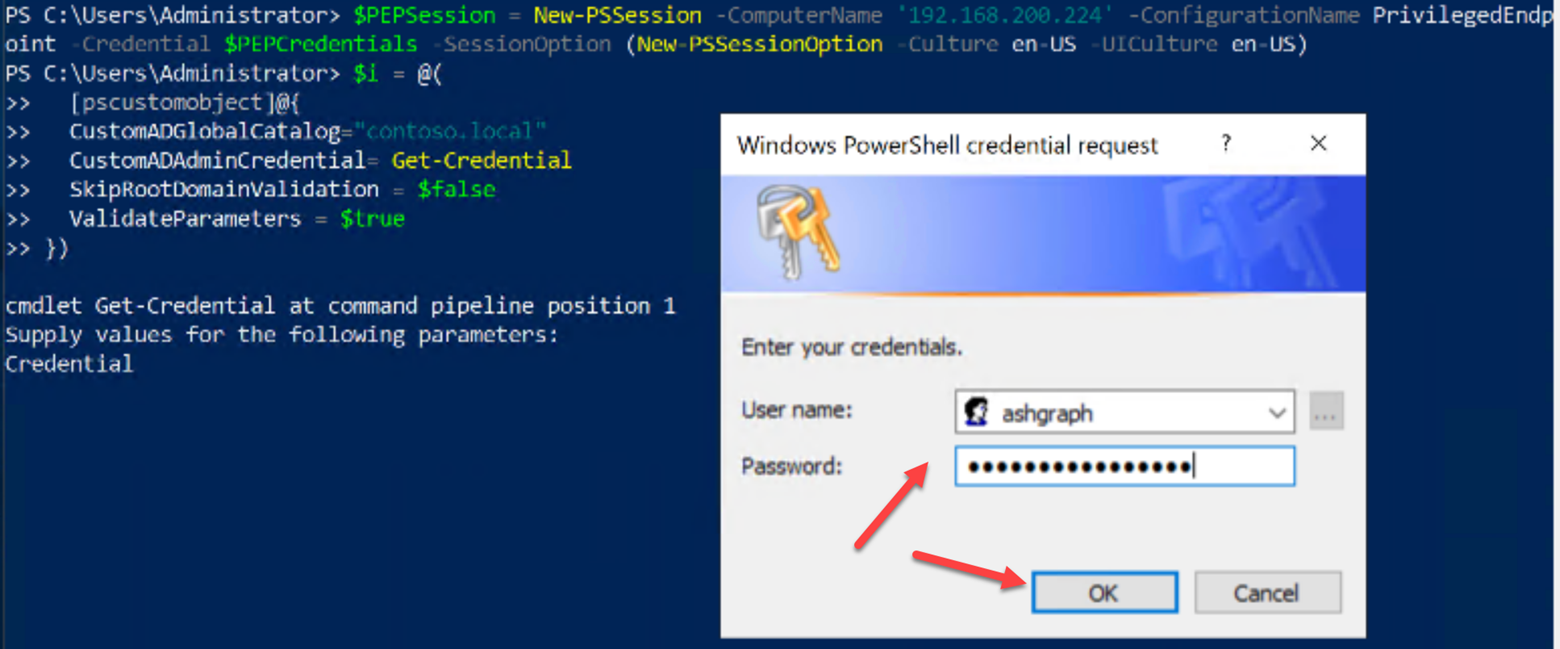 PS C:\Users\Administrator> $PEPSession = New-PSSession -ComputerName '192.168.200.224' -ConfigurationName PrivilegedEndp
oint -Credential $PEPCredentials -SessionOption (New-PSSessionOption -Culture en-US -UICulture en-US)
PS C:\Users\Administrator> $i = @(
>>   [pscustomobject]@{
>>   CustomADGlobalCatalog="contoso.local"
>>   CustomADAdminCredential= Get-Credential
>>   SkipRootDomainValidation = $false
>>   ValidateParameters = $true
>> })
cmdlet Get-Credential at command pipeline position 1
Supply values for the following parameters:
Credential
Windows PowerShell credential request ?
Enter your credentials.
User name: ashgraph ...
Password: ••••••••••••••••
OK Cancel